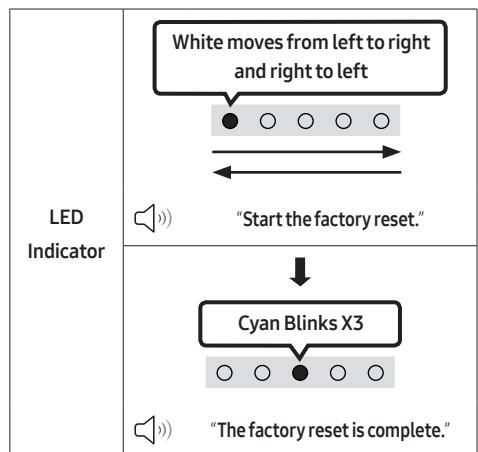 White moves from left to right
and right to left
LED
Indicator
“Start the factory reset.”
Cyan Blinks X3
“The factory reset is complete.”